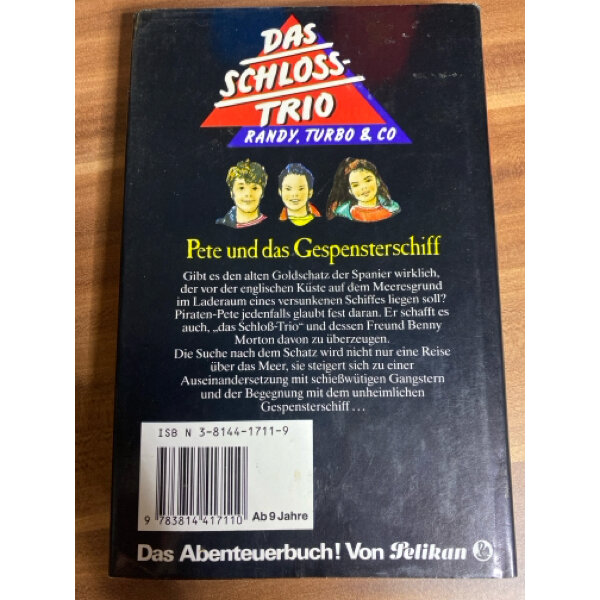 DAS
SCHLOSS-
TRIO
RANDY, TURBO & CO
Pete und das Gespensterschiff
Gibt es den alten Goldschatz der Spanier wirklich,
der vor der englischen Küste auf dem Meeresgrund
im Laderaum eines versunkenen Schiffes liegen soll?
Piraten-Pete jedenfalls glaubt fest daran. Er schafft es
auch, „das Schloß-Trio“ und dessen Freund Benny
Morton davon zu überzeugen.
Die Suche nach dem Schatz wird nicht nur eine Reise
über das Meer, sie steigert sich zu einer
Auseinandersetzung mit schießwütigen Gangstern
und der Begegnung mit dem unheimlichen
Gespensterschiff ...
ISB N 3-8144-1711-9
9 783814 417110
Ab 9 Jahre
Das Abenteuerbuch! Von Pelikan